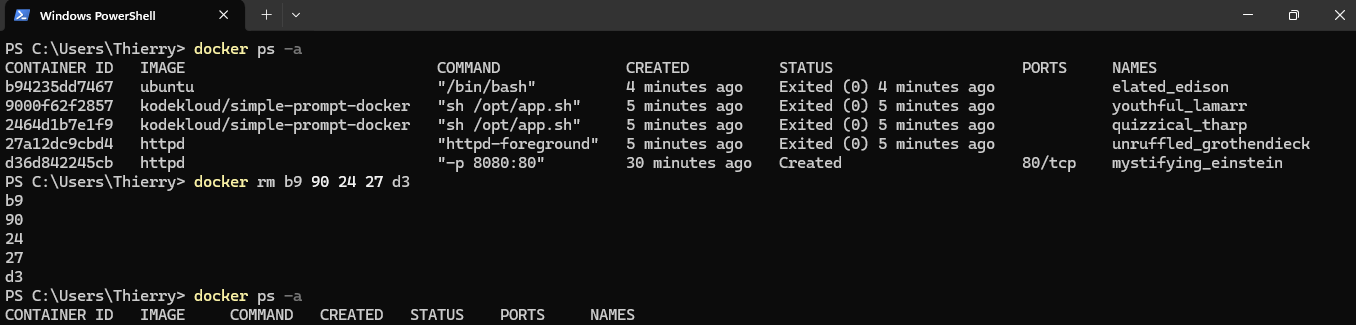 Windows PowerShell
PS C:\Users\Thierry> docker ps -a
CONTAINER ID   IMAGE                            COMMAND              CREATED          STATUS                     PORTS     NAMES
b94235dd7467   ubuntu                           "/bin/bash"          4 minutes ago    Exited (0) 4 minutes ago             elated_edison
9000f62f2857   kodekloud/simple-prompt-docker   "sh /opt/app.sh"     5 minutes ago    Exited (0) 5 minutes ago             youthful_lamarr
2464d1b7e1f9   kodekloud/simple-prompt-docker   "sh /opt/app.sh"     5 minutes ago    Exited (0) 5 minutes ago             quizzical_tharp
27a12dc9cbd4   httpd                            "httpd-foreground"   5 minutes ago    Exited (0) 5 minutes ago             unruffled_grothendieck
d36d842245cb   httpd                            "-p 8080:80"         30 minutes ago   Created                    80/tcp    mystifying_einstein
PS C:\Users\Thierry> docker rm b9 90 24 27 d3
b9
90
24
27
d3
PS C:\Users\Thierry> docker ps -a
CONTAINER ID   IMAGE     COMMAND   CREATED   STATUS    PORTS     NAMES